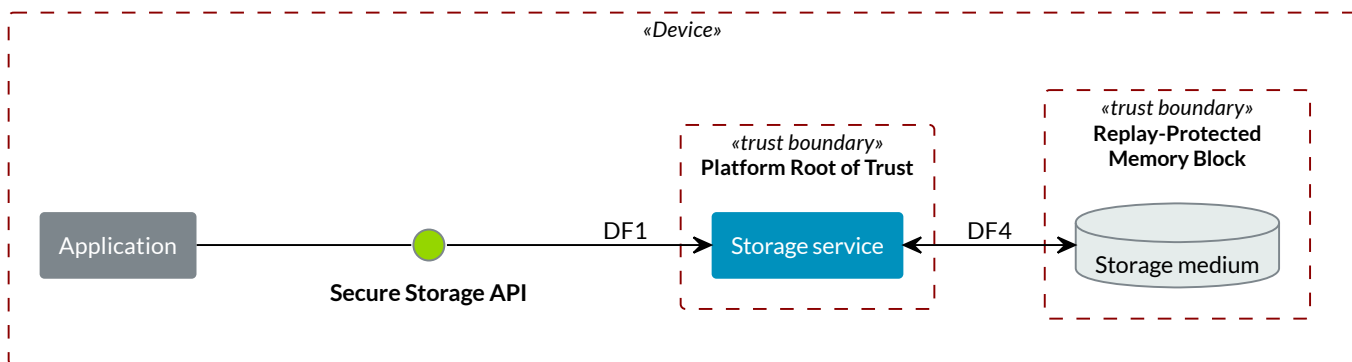 «Device»
«trust boundary»
Replay-Protected
Memory Block
«trust boundary»
Platform Root of Trust
Application
DF1
Storage service
DF4
Storage medium
Secure Storage API